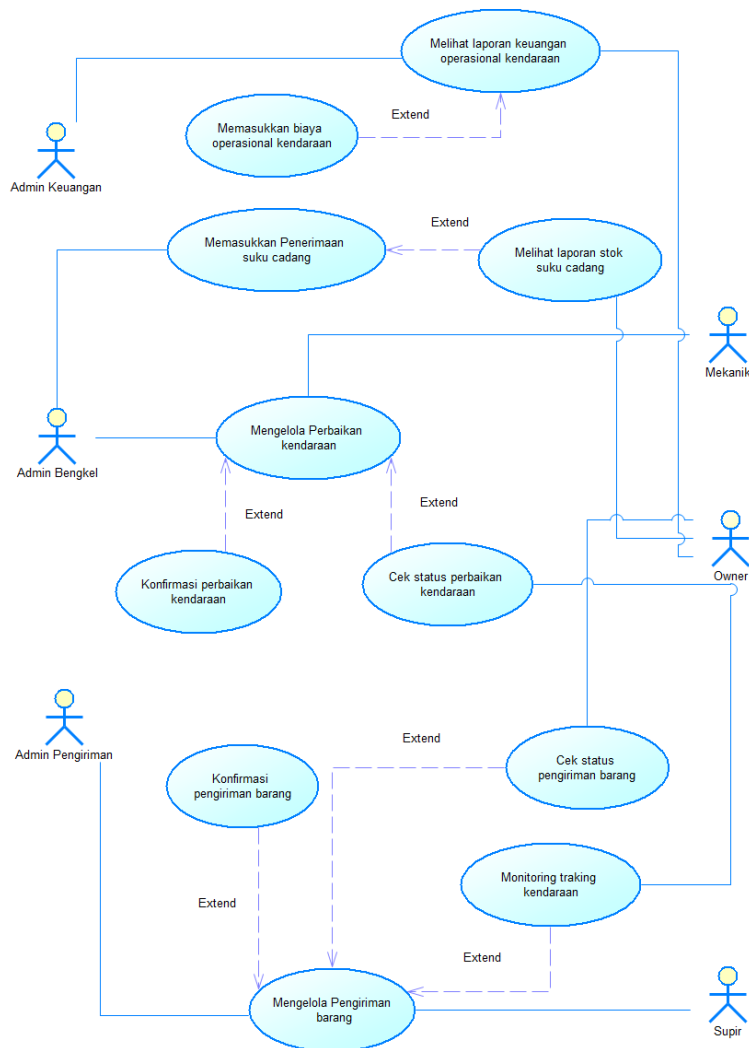 Melihat laporan keuangan
operasional kendaraan
Extend
Memasukkan biaya
operasional kendaraan
Admin Keuangan
Extend
Memasukkan Penerimaan
suku cadang
Melihat laporan stok
suku cadang
Mekanik
Mengelola Perbaikan
kendaraan
Admin Bengkel
Extend
Extend
Konfirmasi perbaikan
kendaraan
Cek status perbaikan
kendaraan
Owner
Admin Pengiriman
Extend
Konfirmasi
pengiriman barang
Cek status
pengiriman barang
Monitoring traking
kendaraan
Extend
Extend
Mengelola Pengiriman
barang
Supir